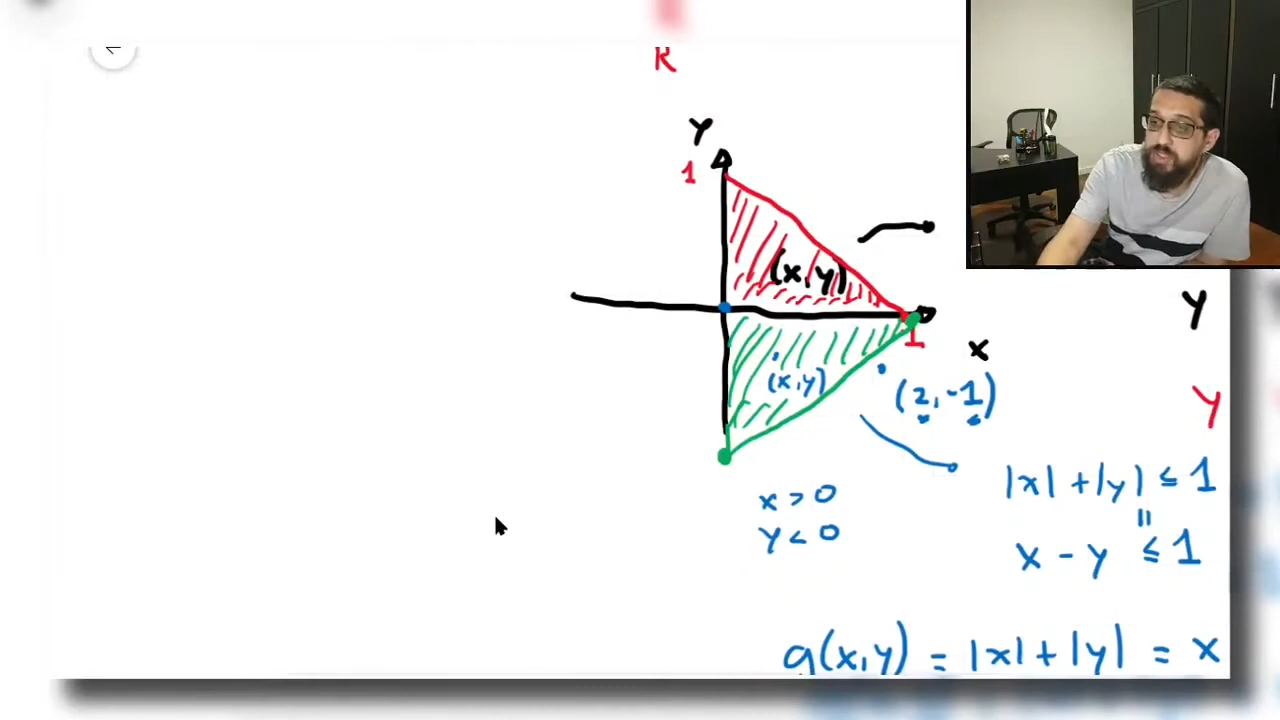 R
Y
1
(x,y)
1
x
Y
(x,y)
(2,-1)
y
|x| + |y| ≤ 1
=
x - y ≤ 1
x > 0
y < 0
g(x,y) = |x| + |y| = x